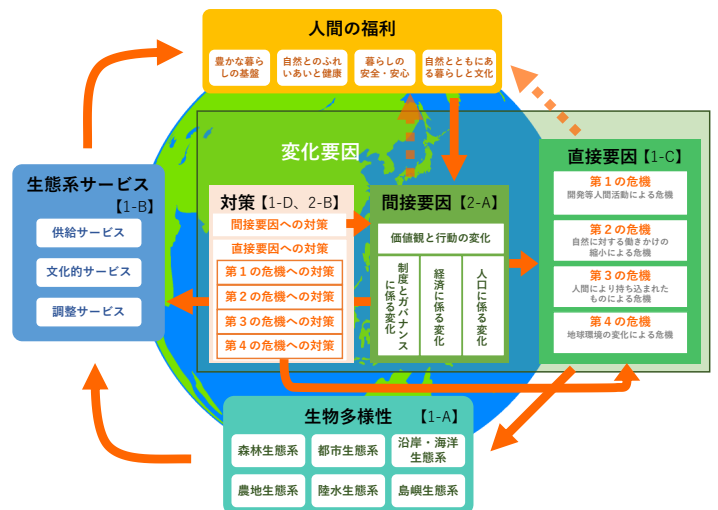 人間の福利
豊かな暮ら
しの基盤
自然とのふれ
いあいと健康
暮らしの
安全・安心
自然とともにあ
る暮らしと文化
変化要因
生態系サービス
【1-B】
供給サービス
文化的サービス
調整サービス
対策【1-D、2-B】
間接要因への対策
直接要因への対策
第１の危機への対策
第２の危機への対策
第３の危機への対策
第４の危機への対策
間接要因【2-A】
価値観と行動の変化
制度とガバナンス
に係る変化
経済に係る変化
人口に係る変化
直接要因【1-C】
第１の危機
開発等人間活動による危機
第２の危機
自然に対する働きかけの
縮小による危機
第３の危機
人間により持ち込まれた
ものによる危機
第４の危機
地球環境の変化による危機
生物多様性 【1-A】
森林生態系
都市生態系
沿岸・海洋
生態系
農地生態系
陸水生態系
島嶼生態系